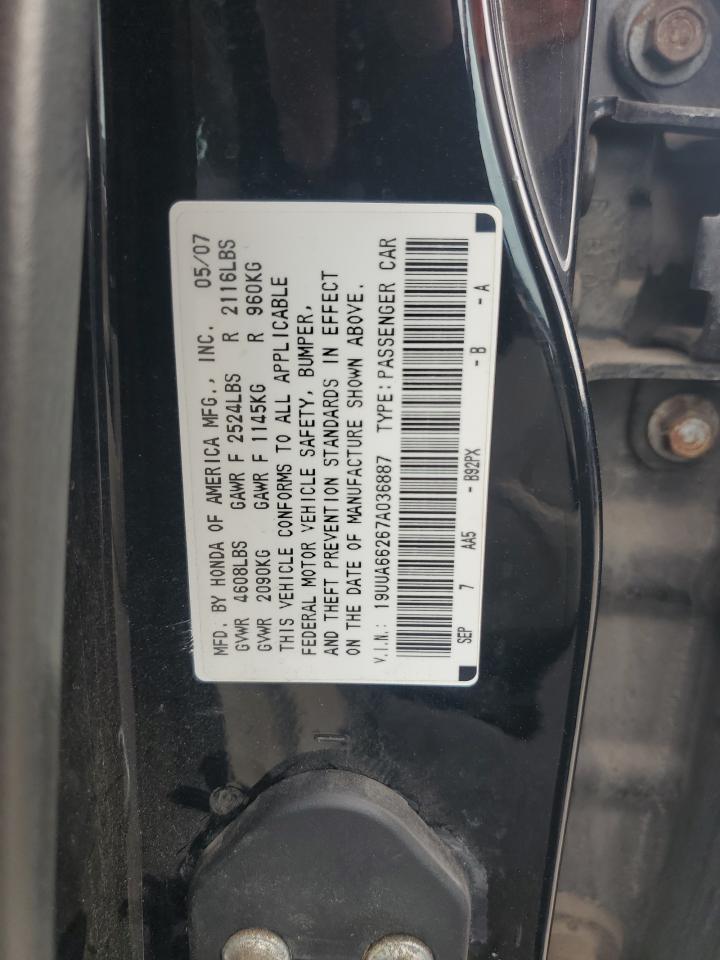 MFD. BY HONDA OF AMERICA MFG., INC. 05/07
GVWR 4608LBS GAWR F 2524LBS R 2116LBS
GVWR 2090KG GAWR F 1145KG R 960KG
THIS VEHICLE CONFORMS TO ALL APPLICABLE
FEDERAL MOTOR VEHICLE SAFETY, BUMPER,
AND THEFT PREVENTION STANDARDS IN EFFECT
ON THE DATE OF MANUFACTURE SHOWN ABOVE.
V.I.N.: 19UUA66267A036887 TYPE: PASSENGER CAR
SEP 7 AA5 - B92PX - B - A